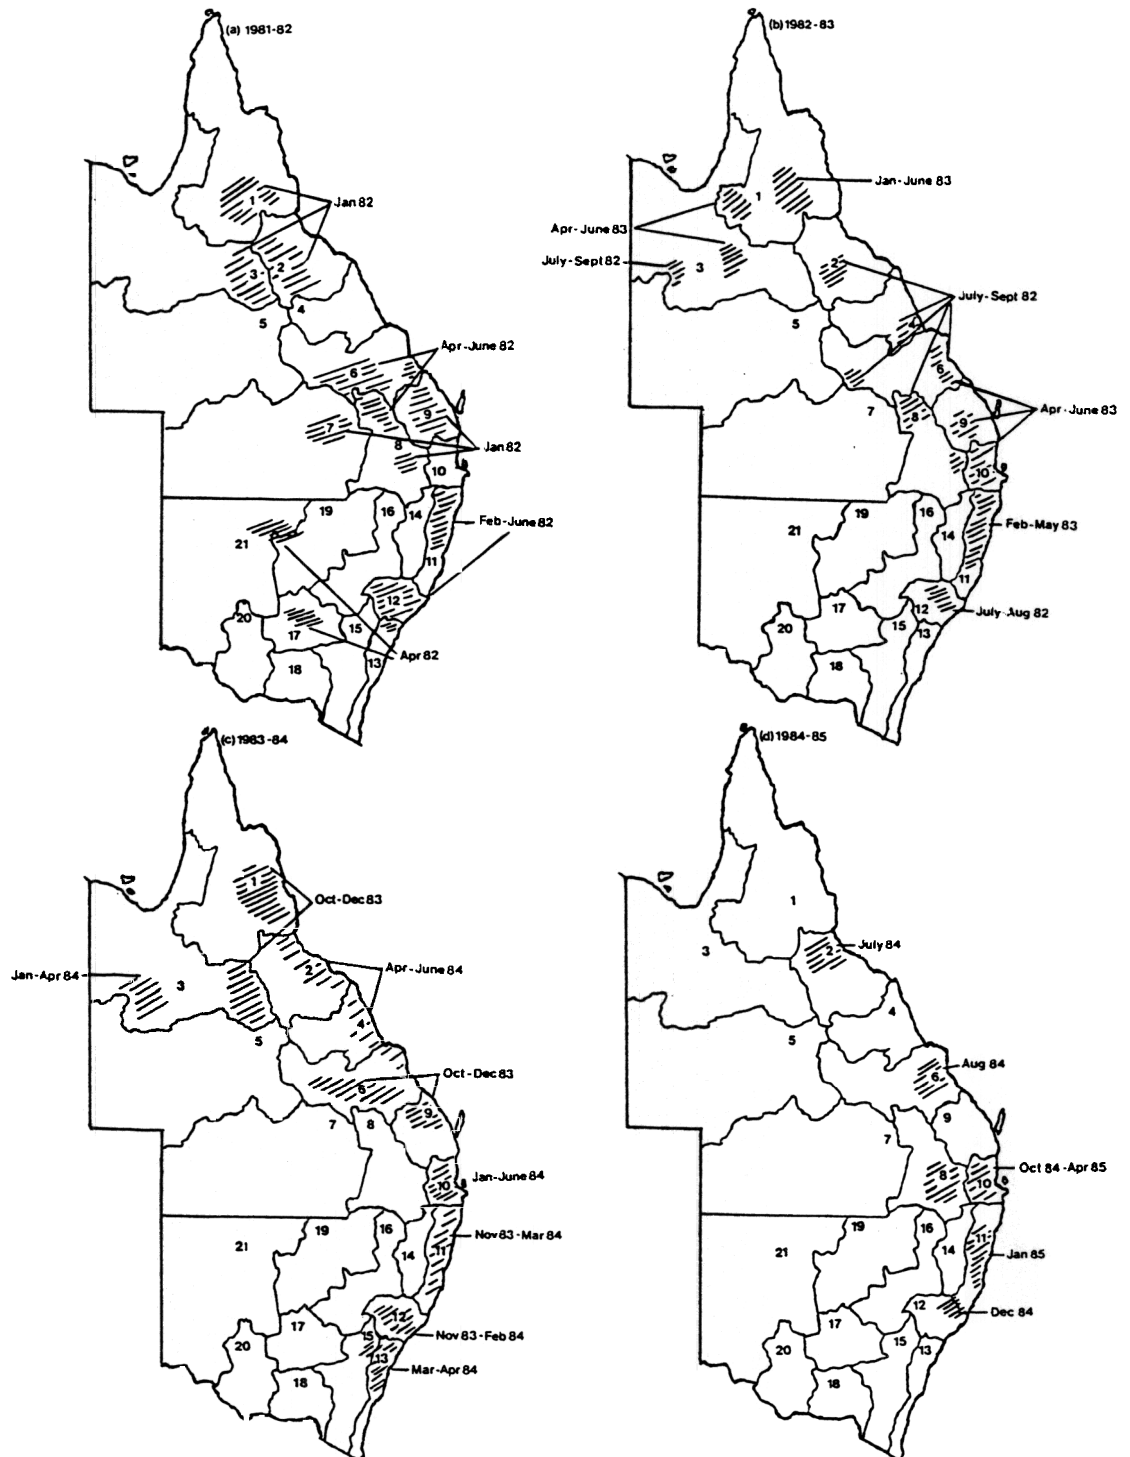 (a) 1981-82
1
Jan 82
3
2
4
5
Apr-June 82
6
7
9
8
Jan 82
10
19
16
14
Feb-June 82
21
11
12
20
17
15
Apr 82
13
18
(b) 1982-83
Jan-June 83
1
Apr-June 83
July-Sept 82
3
2
July-Sept 82
5
4
6
7
8
9
Apr-June 83
10
19
16
21
14
Feb-May 83
11
12
July-Aug 82
17
20
15
13
18
(c) 1983-84
1
Oct-Dec 83
Jan-Apr 84
3
2
Apr-June 84
4
5
Oct-Dec 83
6
7
8
9
10
Jan-June 84
19
16
Nov 83-Mar 84
21
14
11
12
17
15
Nov 83-Feb 84
20
13
Mar-Apr 84
18
(d) 1984-85
1
3
2
July 84
4
5
Aug 84
6
9
7
8
10
Oct 84-Apr 85
19
16
11
21
14
Jan 85
12
Dec 84
17
15
20
13
18